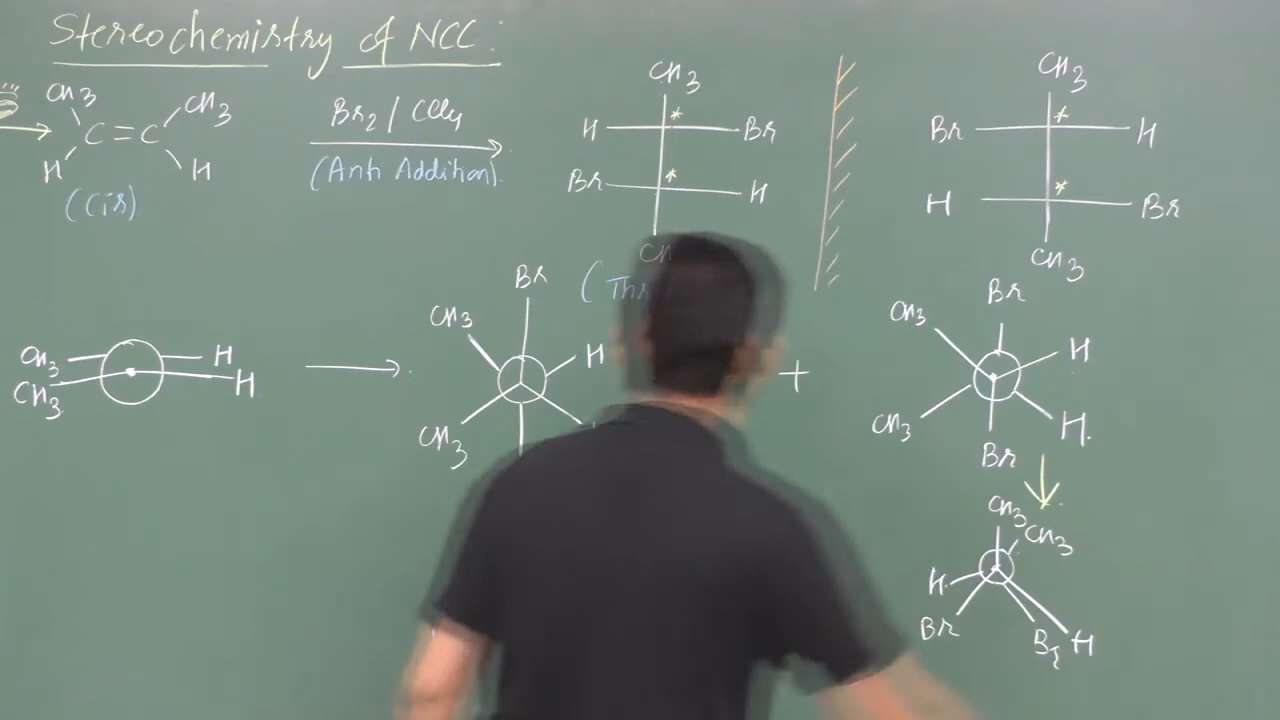 Stereochemistry of NCC:
CH3 CH3
C=C
H H
(Cis)
Br2 / CCl4
(Anti Addition).
CH3
H * Br
Br * H
CH3
Br * H
H * Br
CH3
CH3 H
CH3 H
Br
CH3 H
CH3
+
Br
CH3 H
CH3 H.
Br
CH3
CH3
H
Br
Br H